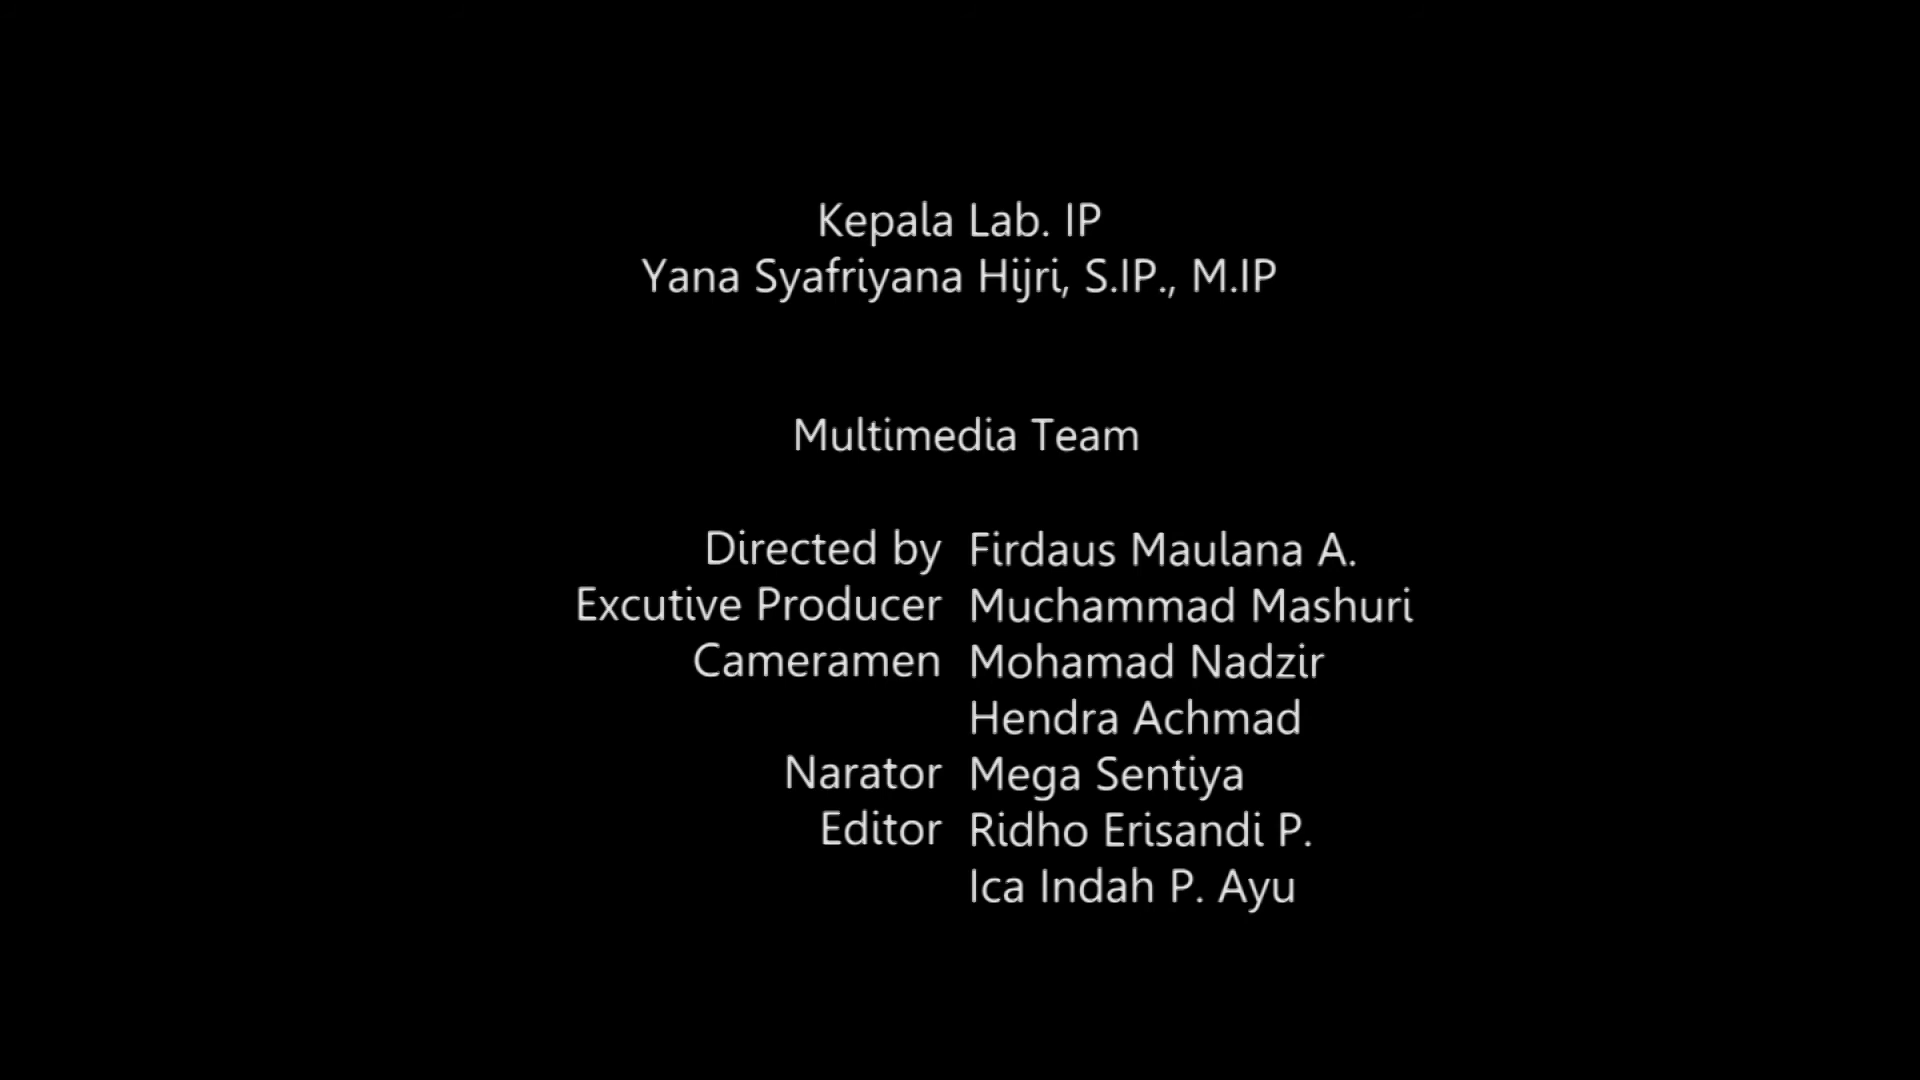 Kepala Lab. IP
Yana Syafriyana Hijri, S.IP., M.IP
Multimedia Team
Directed by Firdaus Maulana A.
Excutive Producer Muchammad Mashuri
Cameramen Mohamad Nadzir
Hendra Achmad
Narator Mega Sentiya
Editor Ridho Erisandi P.
Ica Indah P. Ayu